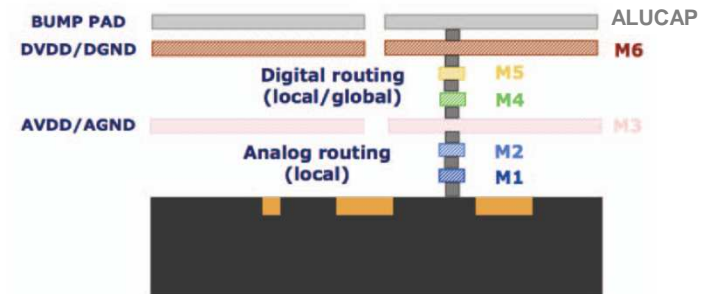 BUMP PAD
ALUCAP
DVDD/DGND
M6
Digital routing
(local/global)
M5
M4
AVDD/AGND
M3
Analog routing
(local)
M2
M1